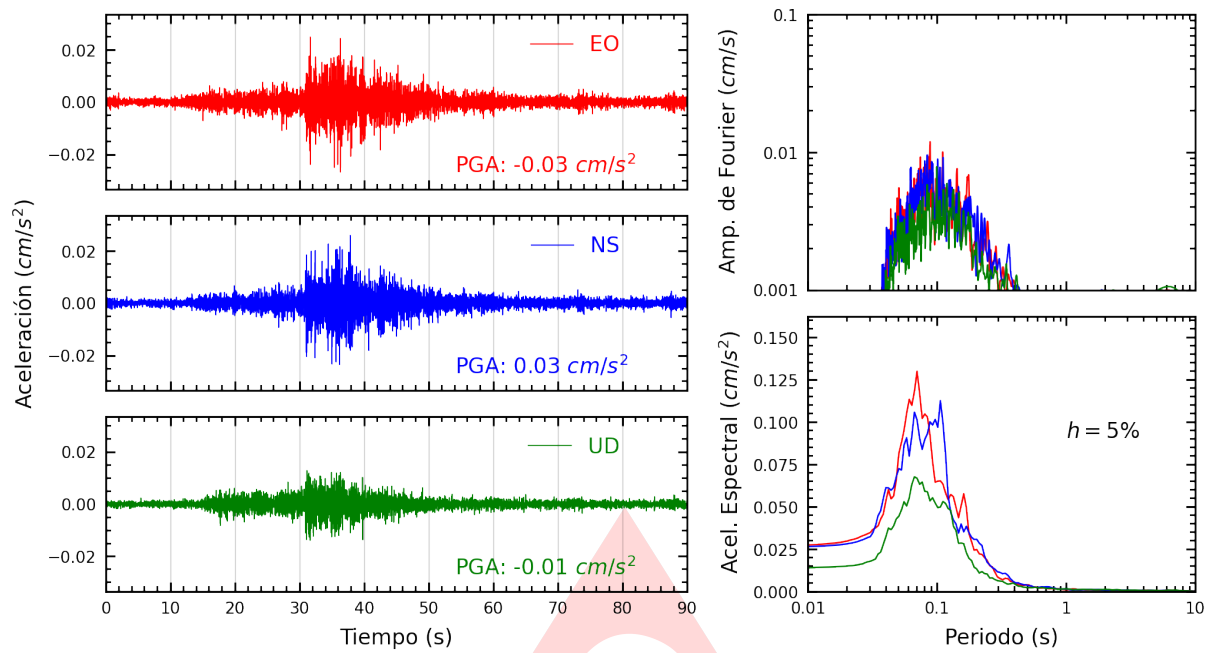 Aceleración (cm/s²)
0.02
0.00
−0.02
EO
PGA: -0.03 cm/s²
0.02
0.00
−0.02
NS
PGA: 0.03 cm/s²
0.02
0.00
−0.02
UD
PGA: -0.01 cm/s²
0 10 20 30 40 50 60 70 80 90
Tiempo (s)
Amp. de Fourier (cm/s)
0.1
0.01
0.001
Acel. Espectral (cm/s²)
0.150
0.125
0.100
0.075
0.050
0.025
0.000
h = 5%
0.01 0.1 1 10
Periodo (s)